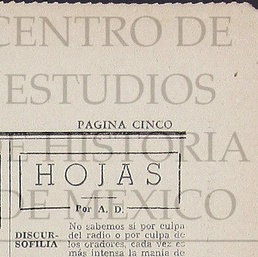 CENTRO DE
ESTUDIOS
PAGINA CINCO
DE HISTORIA
HOJAS
DE MEXICO
Por A. D.
DISCUR-
SOFILIA
No sabemos si por culpa
del radio o por culpa de
los oradores, cada vez es
más intensa la manía de